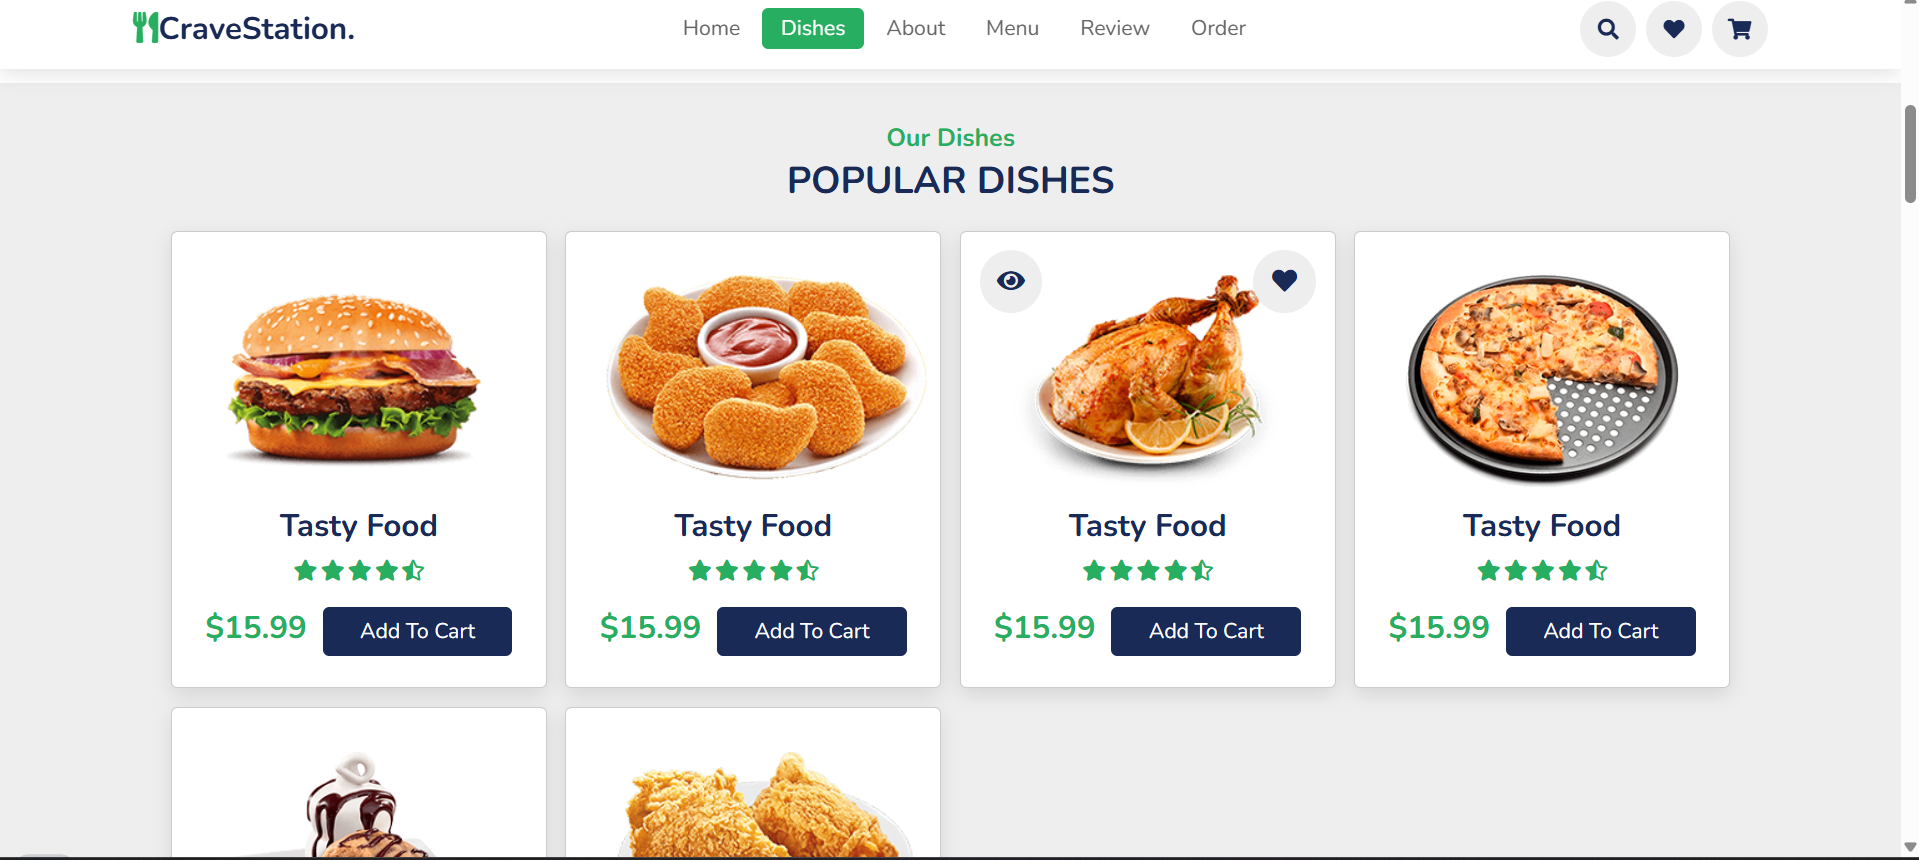 CraveStation.
Home Dishes About Menu Review Order
Our Dishes
POPULAR DISHES
Tasty Food Tasty Food Tasty Food Tasty Food
$15.99 Add To Cart $15.99 Add To Cart $15.99 Add To Cart $15.99 Add To Cart